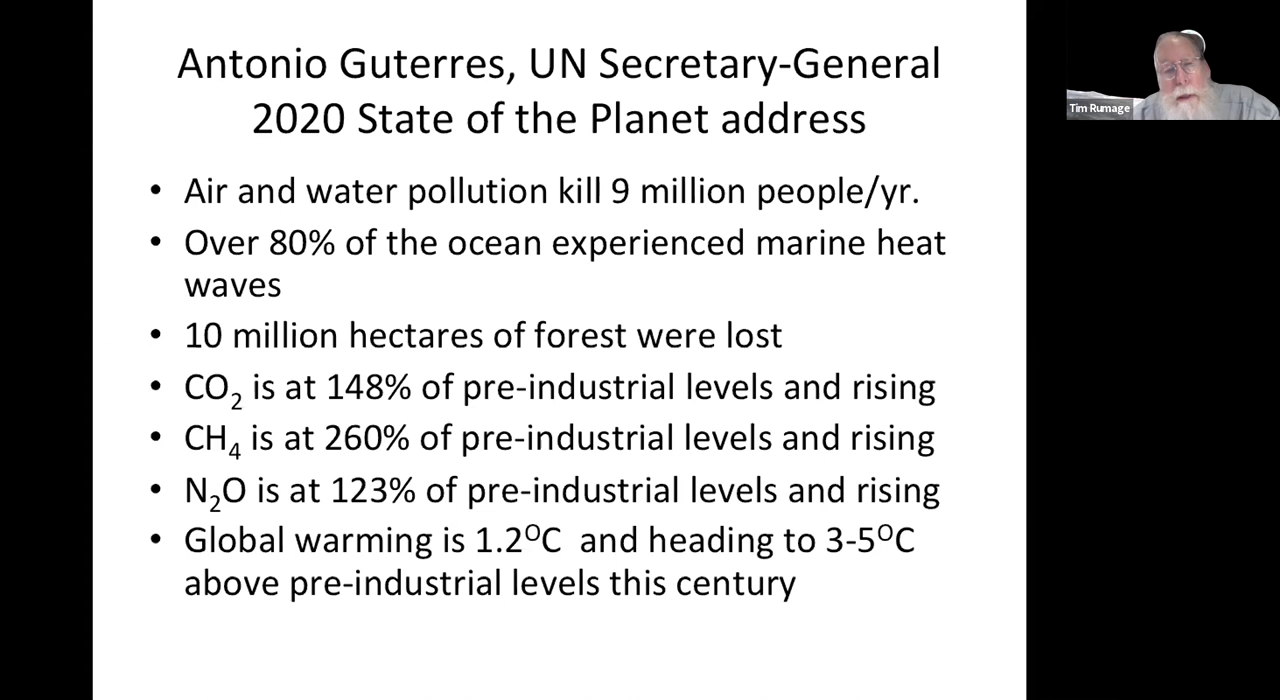 Antonio Guterres, UN Secretary-General
2020 State of the Planet address
• Air and water pollution kill 9 million people/yr.
• Over 80% of the ocean experienced marine heat
waves
• 10 million hectares of forest were lost
• CO₂ is at 148% of pre-industrial levels and rising
• CH₄ is at 260% of pre-industrial levels and rising
• N₂O is at 123% of pre-industrial levels and rising
• Global warming is 1.2ᴼC and heading to 3-5ᴼC
above pre-industrial levels this century
Tim Rumage